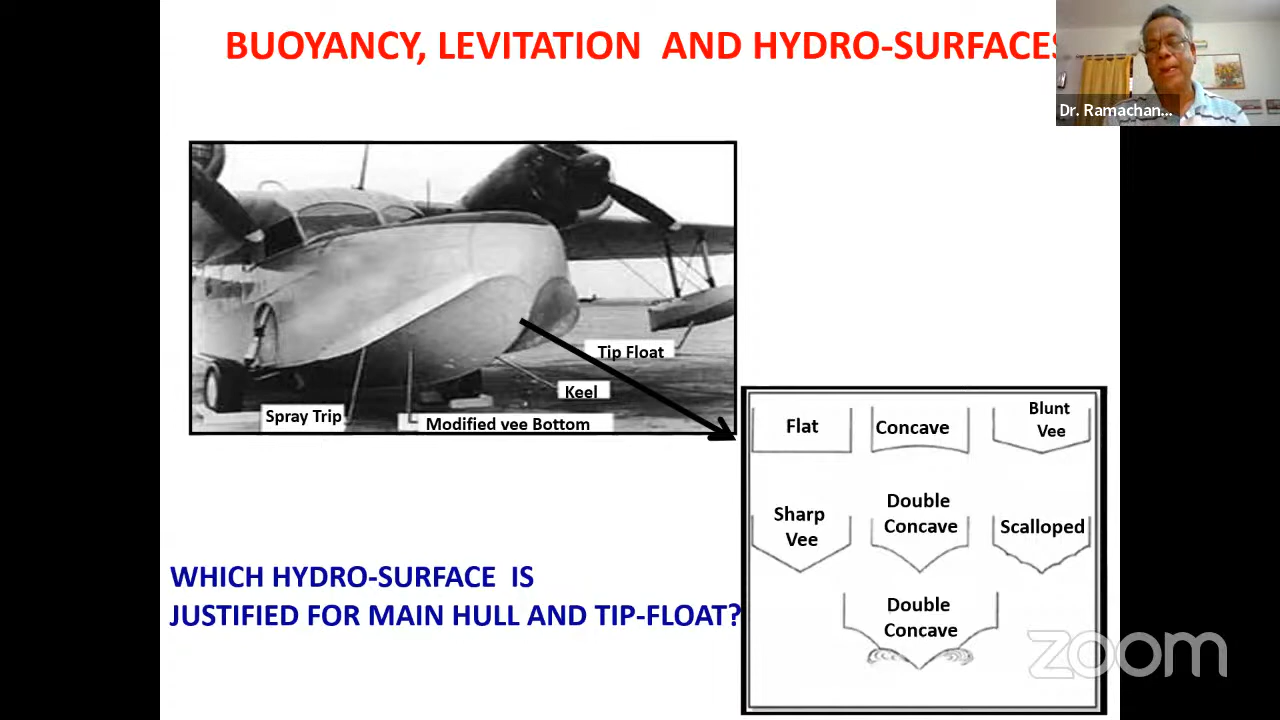 BUOYANCY, LEVITATION AND HYDRO-SURFACES
Dr. Ramachan...
Tip Float
Keel
Spray Trip
Modified vee Bottom
Flat
Concave
Blunt
Vee
Sharp
Vee
Double
Concave
Scalloped
Double
Concave
WHICH HYDRO-SURFACE IS
JUSTIFIED FOR MAIN HULL AND TIP-FLOAT?
zoom